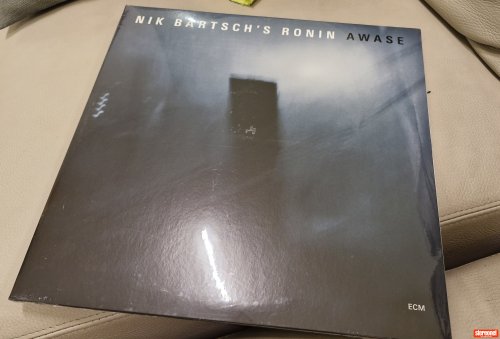 NIK BÄRTSCH'S RONIN AWASE
ECM